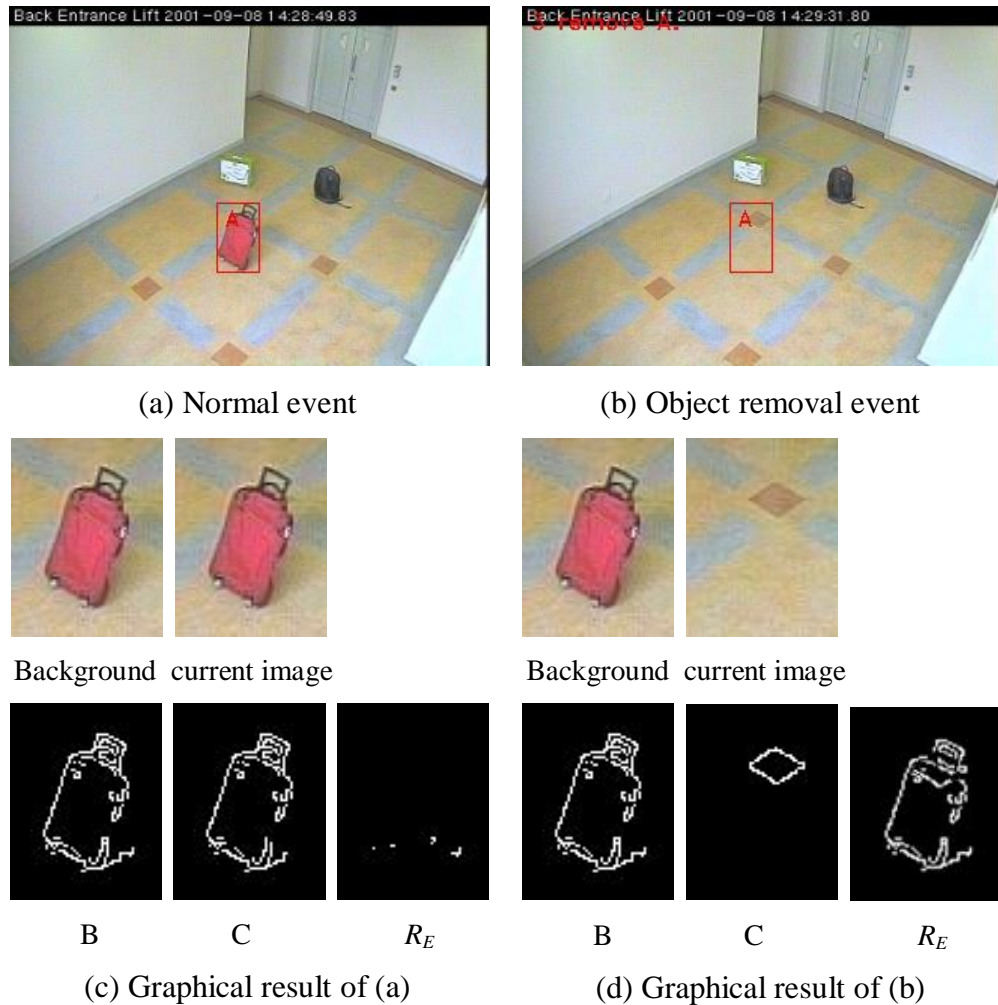 Back Entrance Lift 2001-09-08 14:28:49.83
Back Entrance Lift 2001-09-08 14:29:31.80
remove A.
A
A
(a) Normal event
(b) Object removal event
Background current image
Background current image
B C R_E
B C R_E
(c) Graphical result of (a)
(d) Graphical result of (b)